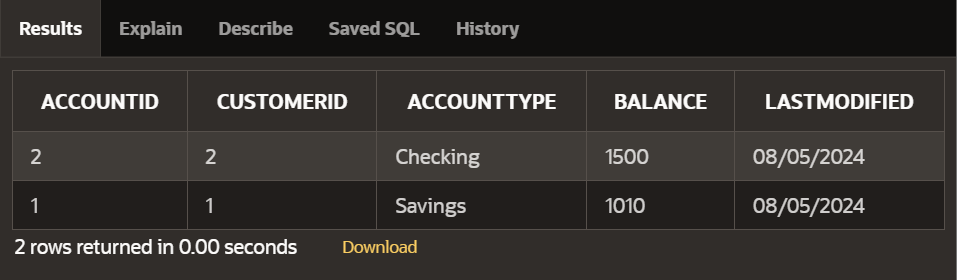 Results Explain Describe Saved SQL History
ACCOUNTID CUSTOMERID ACCOUNTTYPE BALANCE LASTMODIFIED
2 2 Checking 1500 08/05/2024
1 1 Savings 1010 08/05/2024
2 rows returned in 0.00 seconds Download